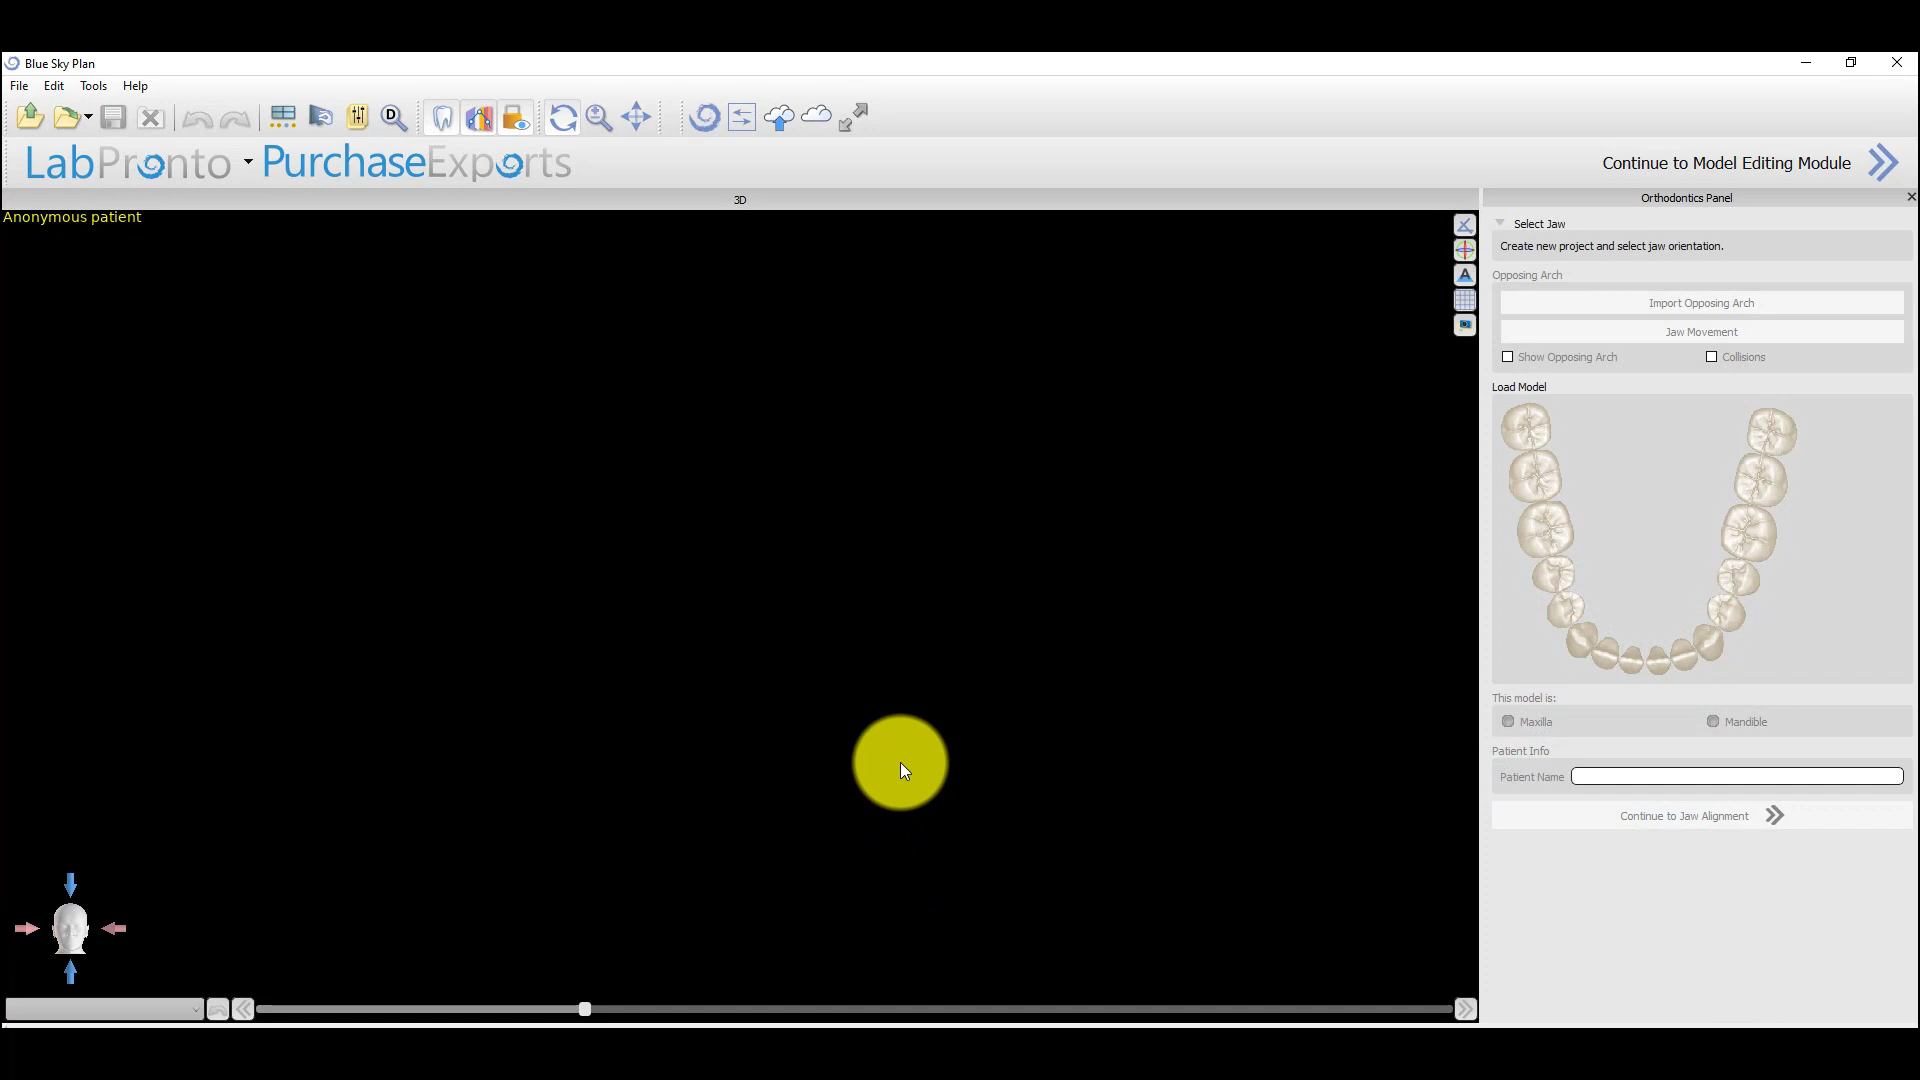 Blue Sky Plan
File Edit Tools Help
D
LabPronto PurchaseExports
Continue to Model Editing Module
3D
Orthodontics Panel
Anonymous patient
Select Jaw
Create new project and select jaw orientation.
Opposing Arch
Import Opposing Arch
Jaw Movement
Show Opposing Arch Collisions
A
Load Model
This model is:
Maxilla Mandible
Patient Info
Patient Name
Continue to Jaw Alignment